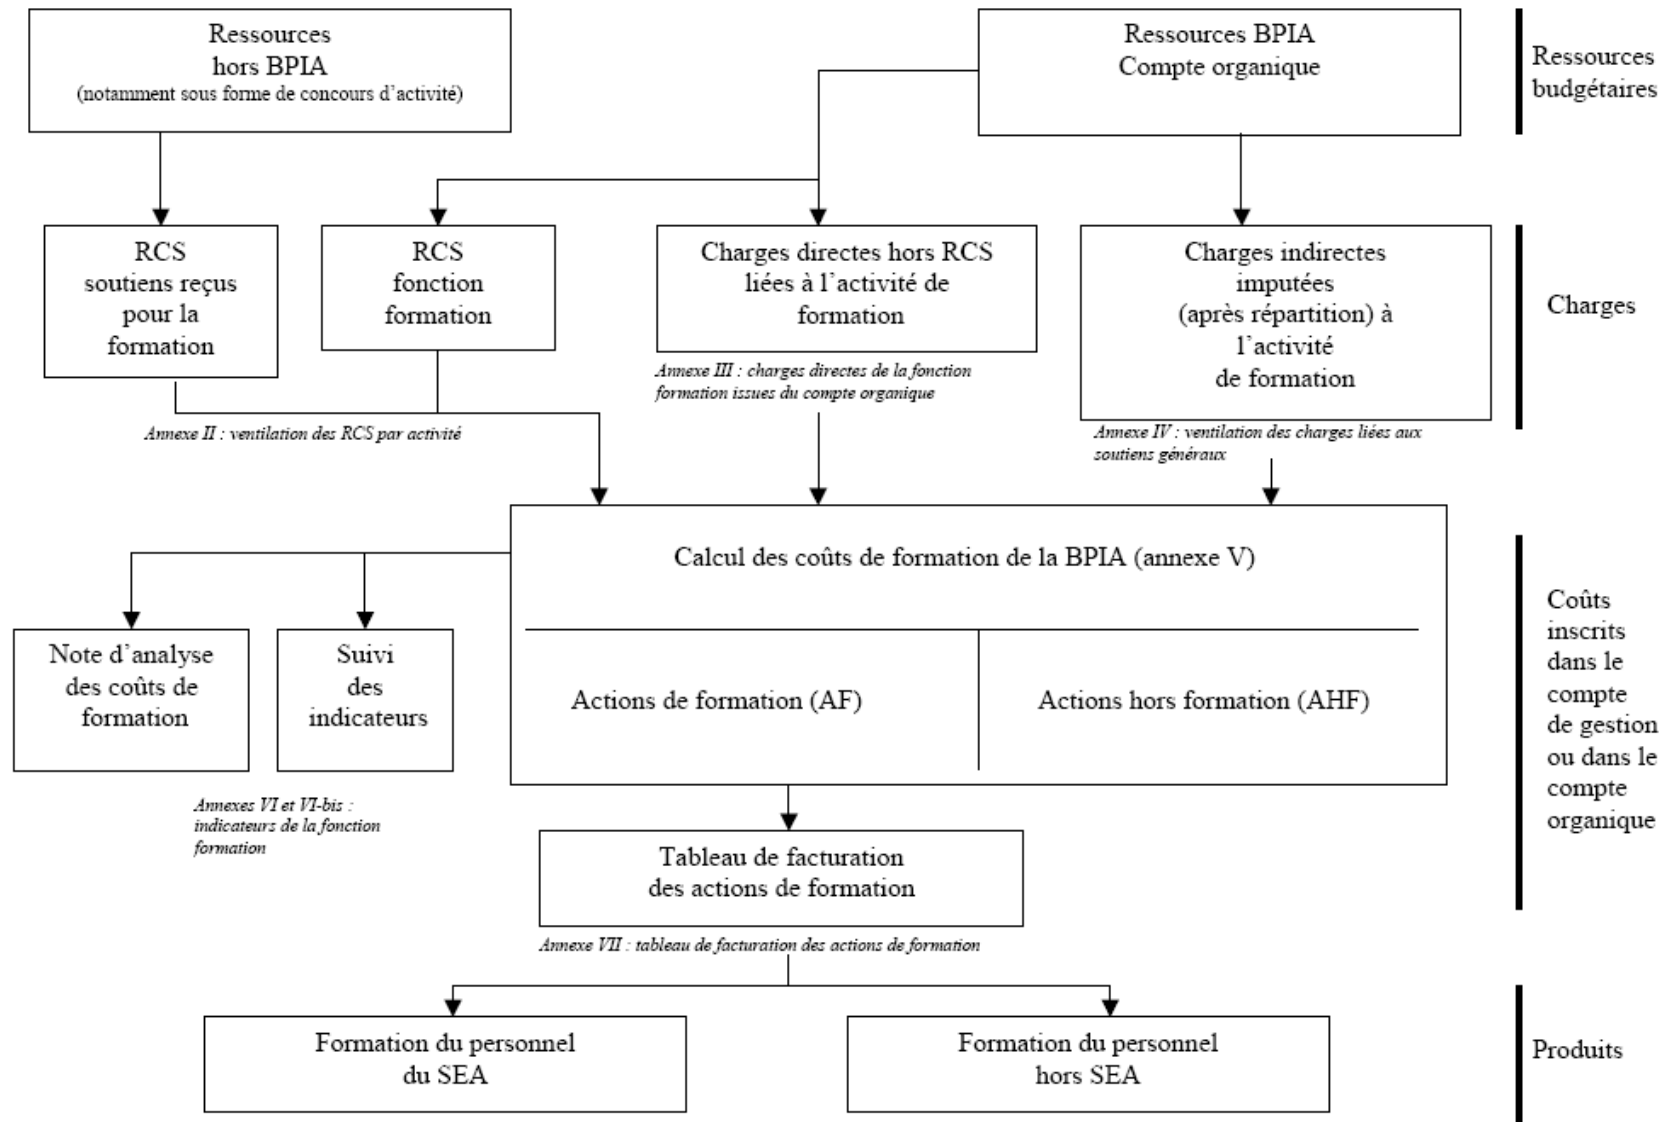 Ressources
hors BPIA
(notamment sous forme de concours d’activité)
Ressources BPIA
Compte organique
Ressources
budgétaires
RCS
soutiens reçus
pour la
formation
RCS
fonction
formation
Charges directes hors RCS
liées à l’activité de
formation
Charges indirectes
imputées
(après répartition) à
l’activité
de formation
Charges
Annexe II : ventilation des RCS par activité
Annexe III : charges directes de la fonction
formation issues du compte organique
Annexe IV : ventilation des charges liées aux
soutiens généraux
Calcul des coûts de formation de la BPIA (annexe V)
Actions de formation (AF)
Actions hors formation (AHF)
Note d’analyse
des coûts de
formation
Suivi
des
indicateurs
Annexes VI et VI-bis :
indicateurs de la fonction
formation
Coûts
inscrits
dans le
compte
de gestion
ou dans le
compte
organique
Tableau de facturation
des actions de formation
Annexe VII : tableau de facturation des actions de formation
Formation du personnel
du SEA
Formation du personnel
hors SEA
Produits